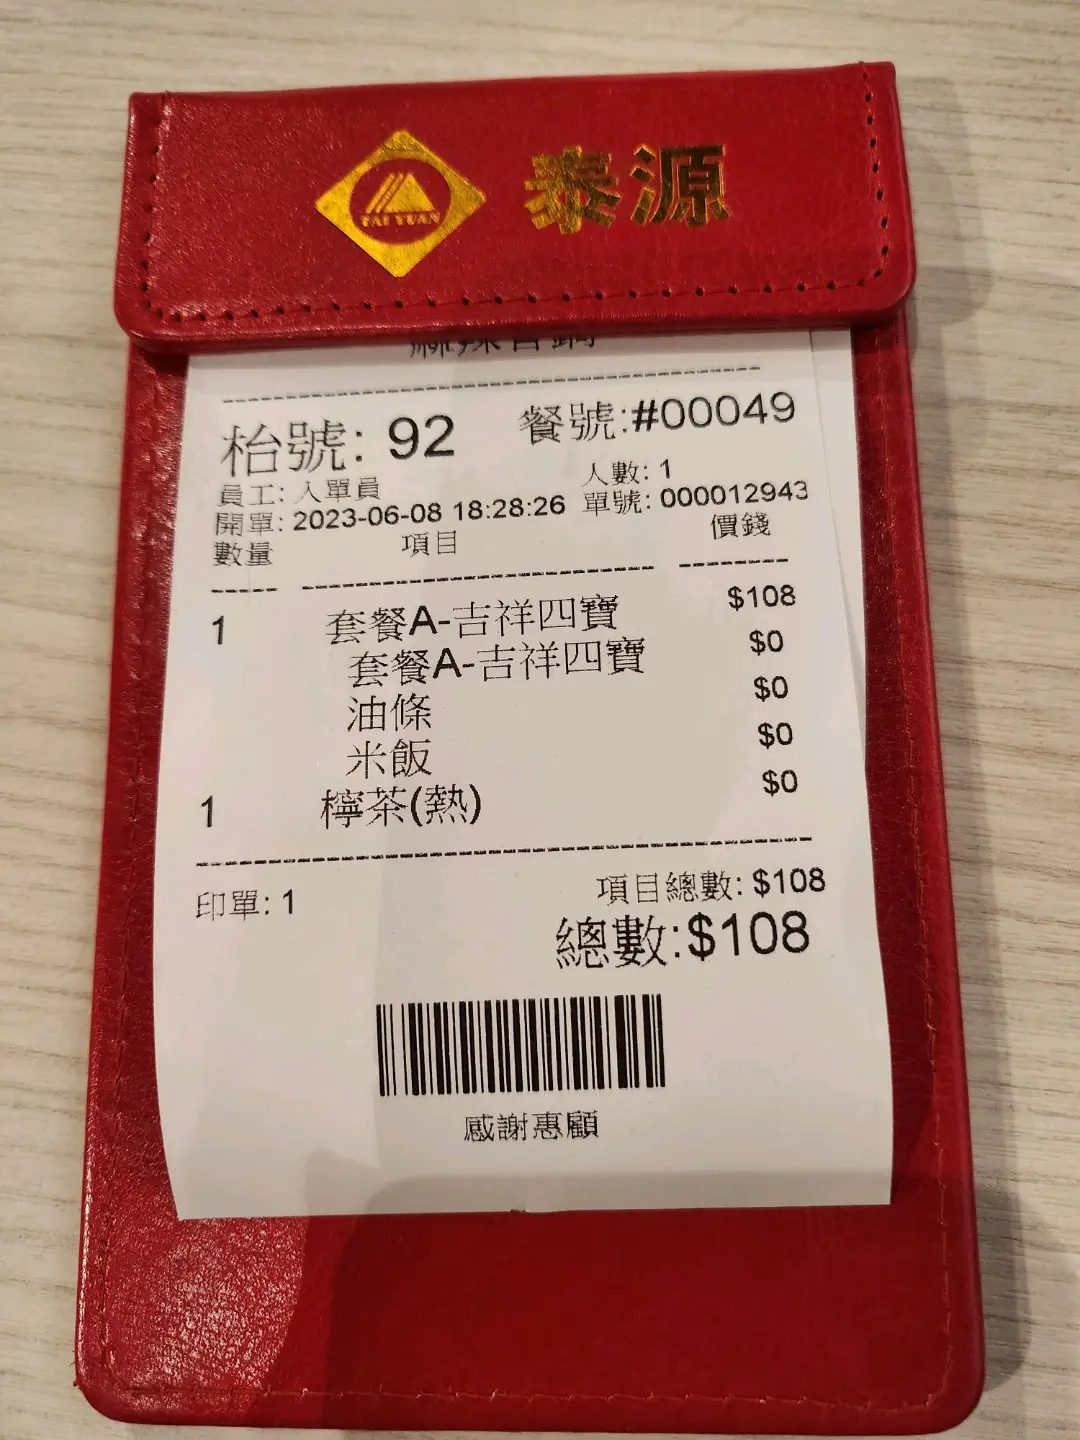 TAI YUAN
泰源
枱號: 92 餐號:#00049
員工: 入單員 人數: 1
開單: 2023-06-08 18:28:26 單號: 000012943
數量 項目 價錢
1 套餐A-吉祥四寶 $108
套餐A-吉祥四寶 $0
油條 $0
米飯 $0
1 檸茶(熱) $0
印單: 1 項目總數: $108
總數:$108
感謝惠顧